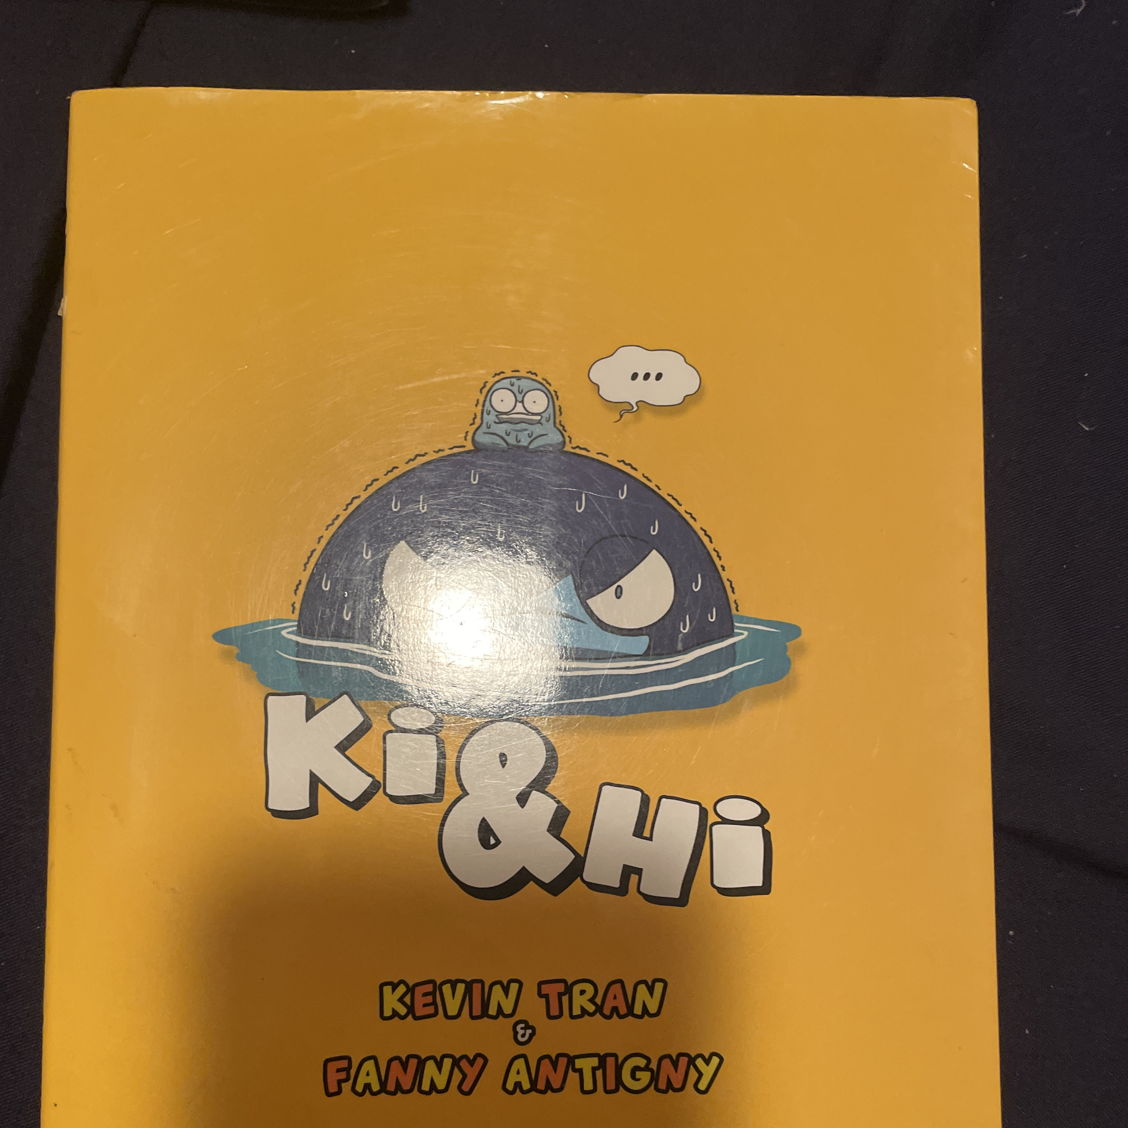 ...
Ki & Hi
KEVIN TRAN
&
FANNY ANTIGNY